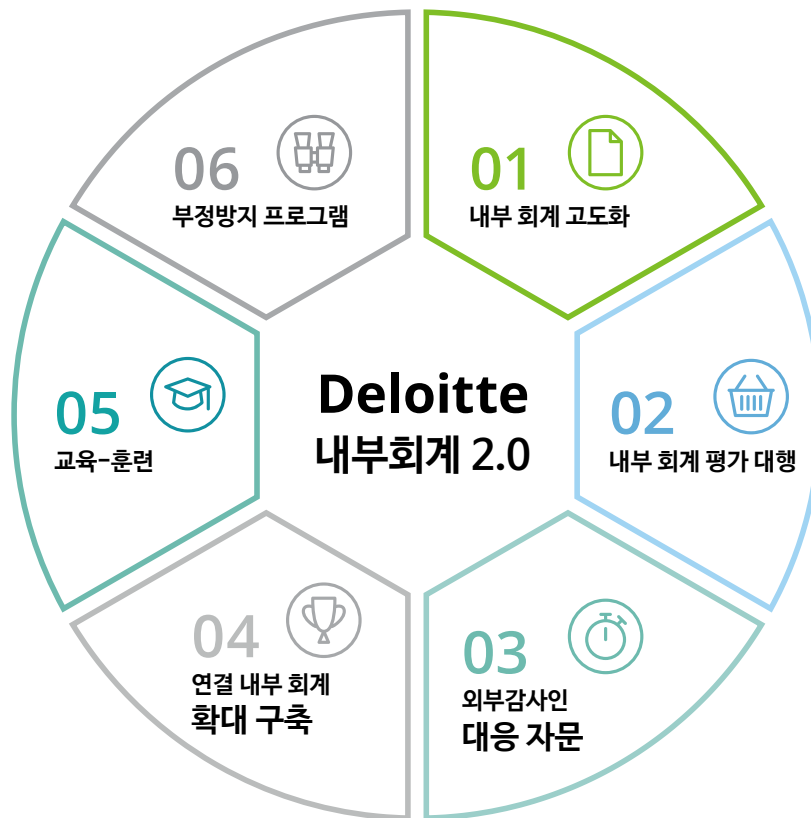 Deloitte
내부회계 2.0
01
내부 회계 고도화
02
내부 회계 평가 대행
03
외부감사인
대응 자문
04
연결 내부 회계
확대 구축
05
교육-훈련
06
부정방지 프로그램